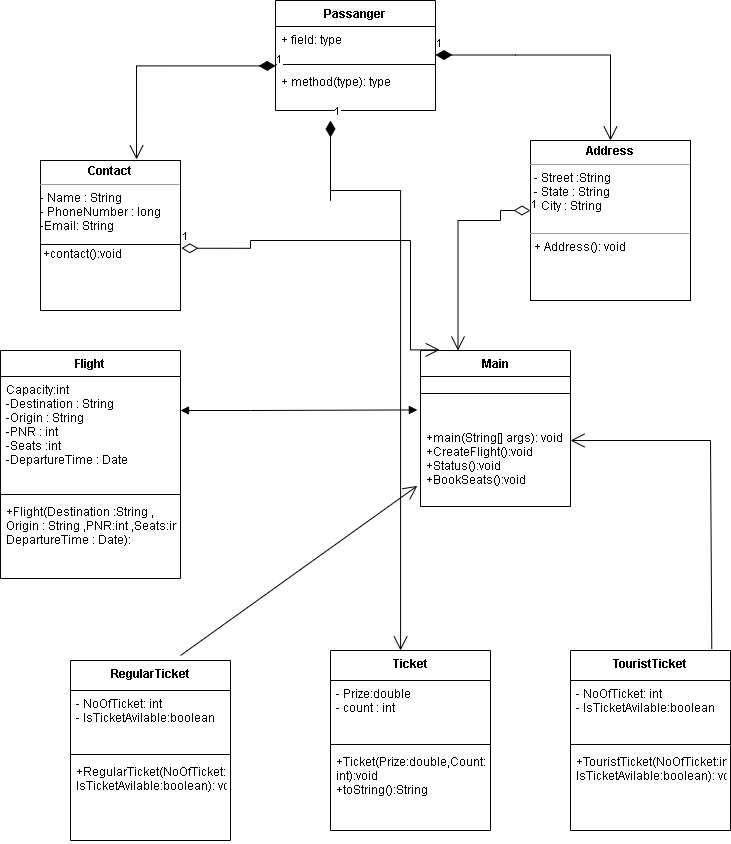 Passanger
+ field: type
+ method(type): type
1
1
1
Contact
- Name : String
- PhoneNumber : long
-Email: String
+contact():void
1
Address
- Street :String
- State : String
City : String
1
+ Address(): void
Flight
Capacity:int
-Destination : String
-Origin : String
-PNR : int
-Seats :int
-DepartureTime : Date
+Flight(Destination :String ,
Origin : String ,PNR:int ,Seats:ir
DepartureTime : Date):
Main
+main(String[] args): void
+CreateFlight():void
+Status():void
+BookSeats():void
RegularTicket
- NoOfTicket: int
- IsTicketAvilable:boolean
+RegularTicket(NoOfTicket:
IsTicketAvilable:boolean): vo
Ticket
- Prize:double
- count : int
+Ticket(Prize:double,Count:
int):void
+toString():String
TouristTicket
- NoOfTicket: int
- IsTicketAvilable:boolean
+TouristTicket(NoOfTicket:ir
IsTicketAvilable:boolean): vo